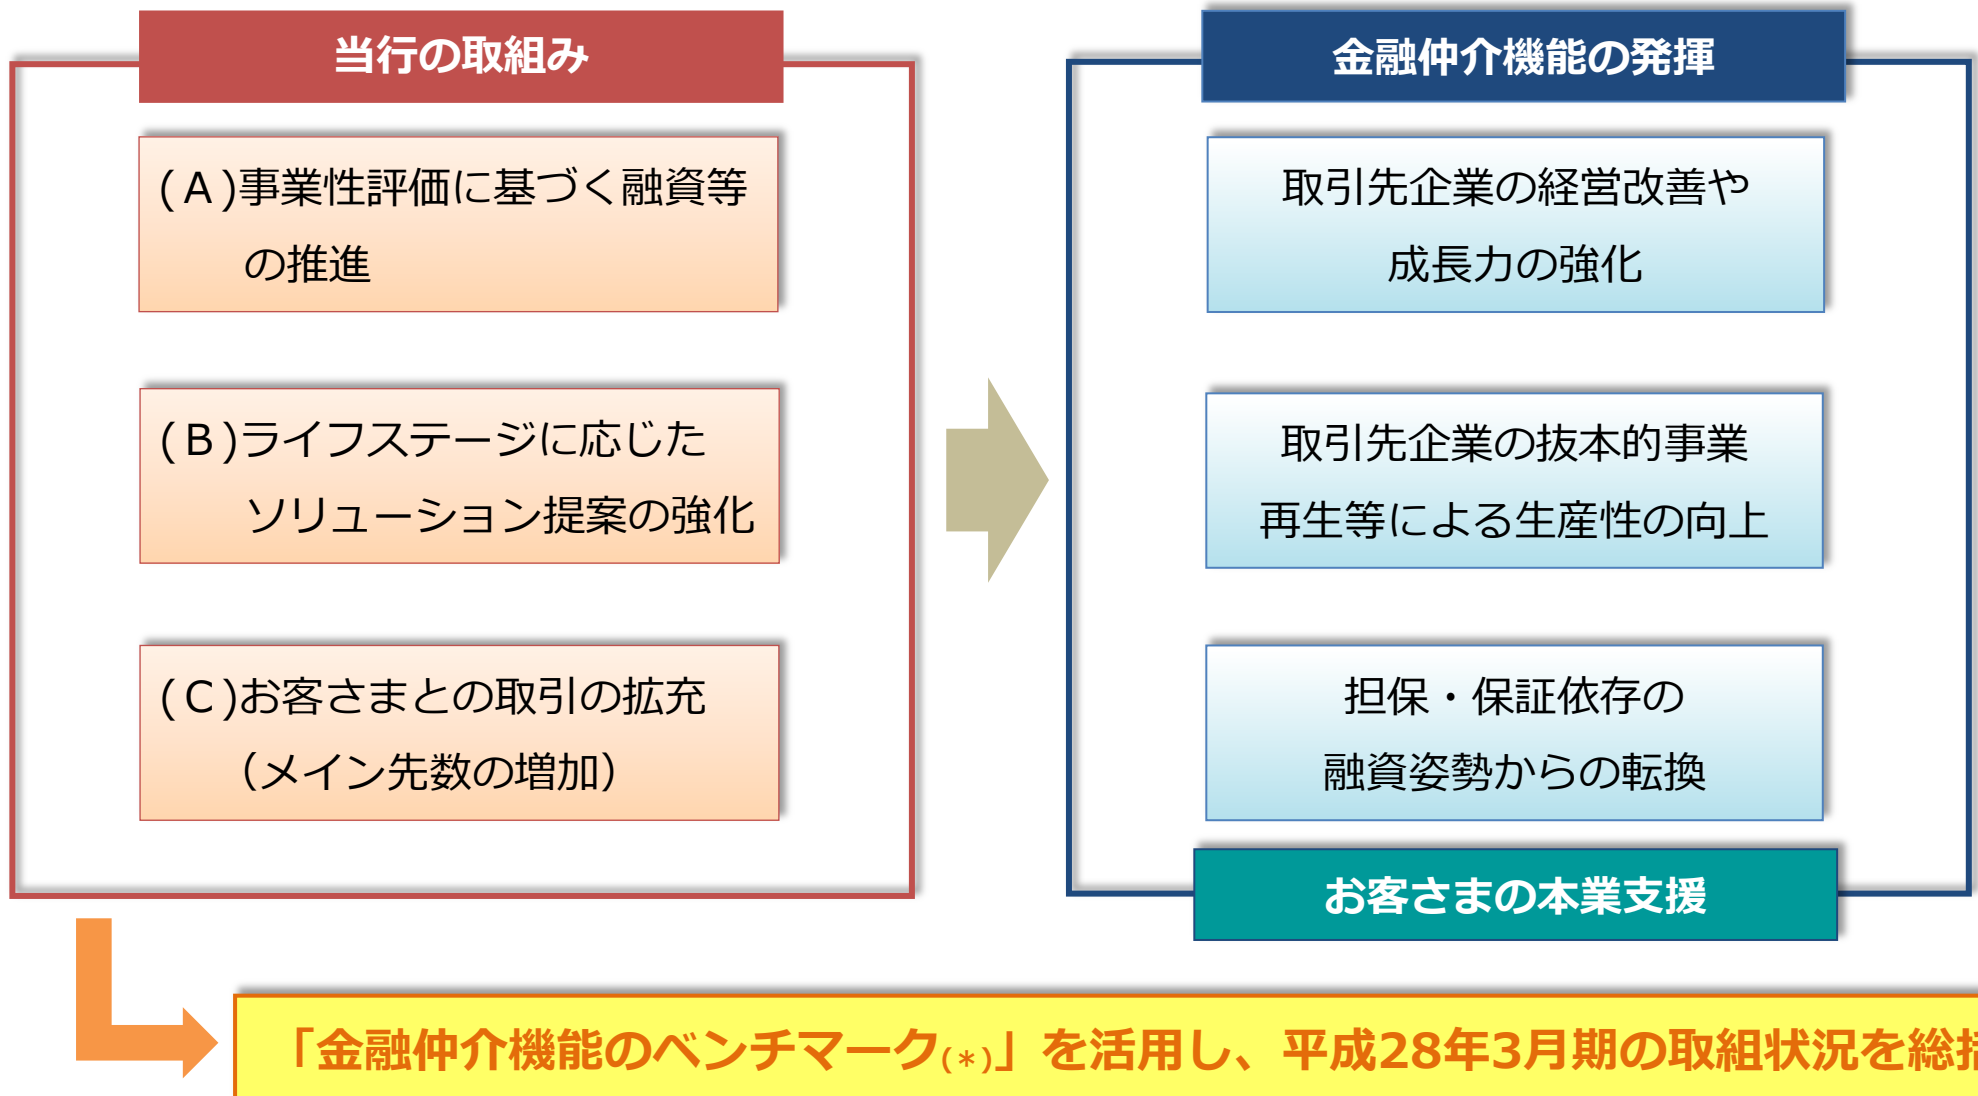 当行の取組み
(A)事業性評価に基づく融資等
の推進
(B)ライフステージに応じた
ソリューション提案の強化
(C)お客さまとの取引の拡充
（メイン先数の増加）
金融仲介機能の発揮
取引先企業の経営改善や
成長力の強化
取引先企業の抜本的事業
再生等による生産性の向上
担保・保証依存の
融資姿勢からの転換
お客さまの本業支援
「金融仲介機能のベンチマーク(*)」を活用し、平成28年3月期の取組状況を総括